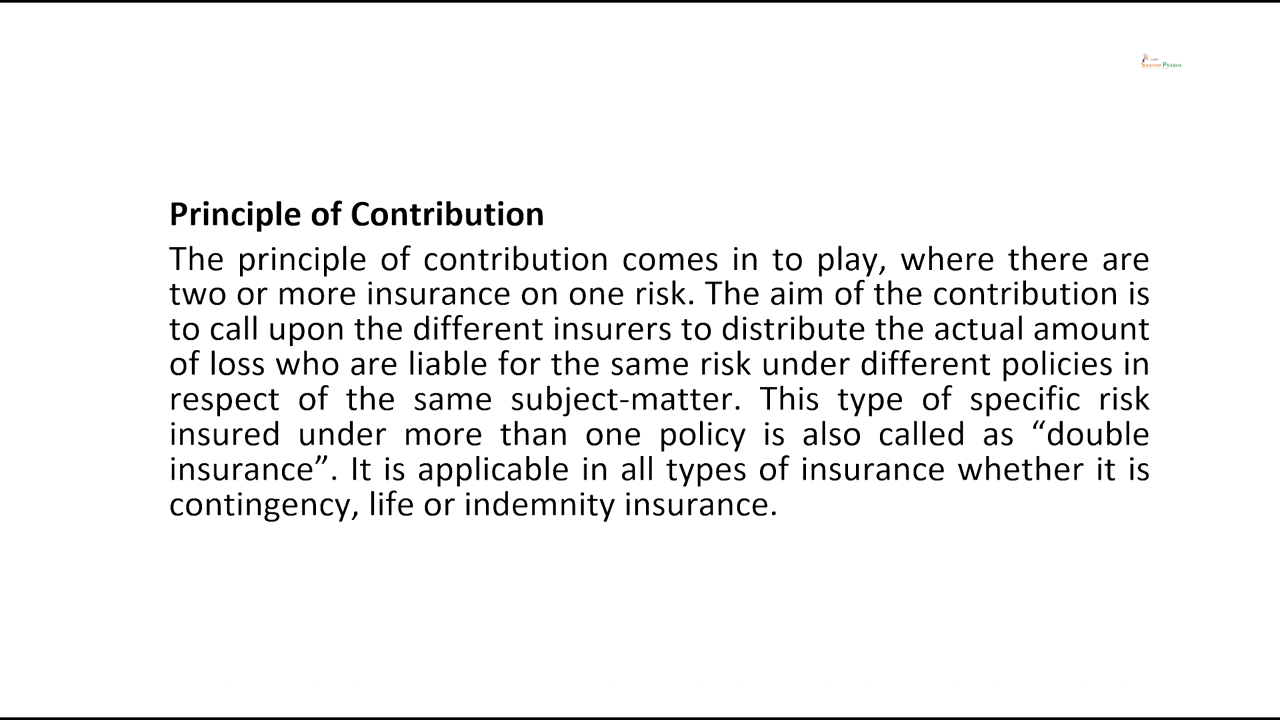 Swayam Prabha
Principle of Contribution
The principle of contribution comes in to play, where there are
two or more insurance on one risk. The aim of the contribution is
to call upon the different insurers to distribute the actual amount
of loss who are liable for the same risk under different policies in
respect of the same subject-matter. This type of specific risk
insured under more than one policy is also called as “double
insurance”. It is applicable in all types of insurance whether it is
contingency, life or indemnity insurance.